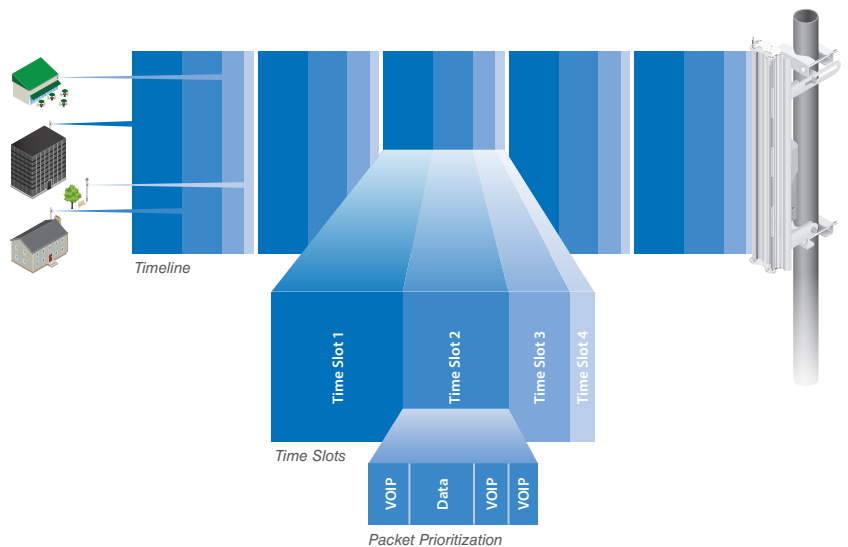 Timeline
Time Slot 1
Time Slot 2
Time Slot 3
Time Slot 4
Time Slots
VOIP
Data
VOIP
VOIP
Packet Prioritization